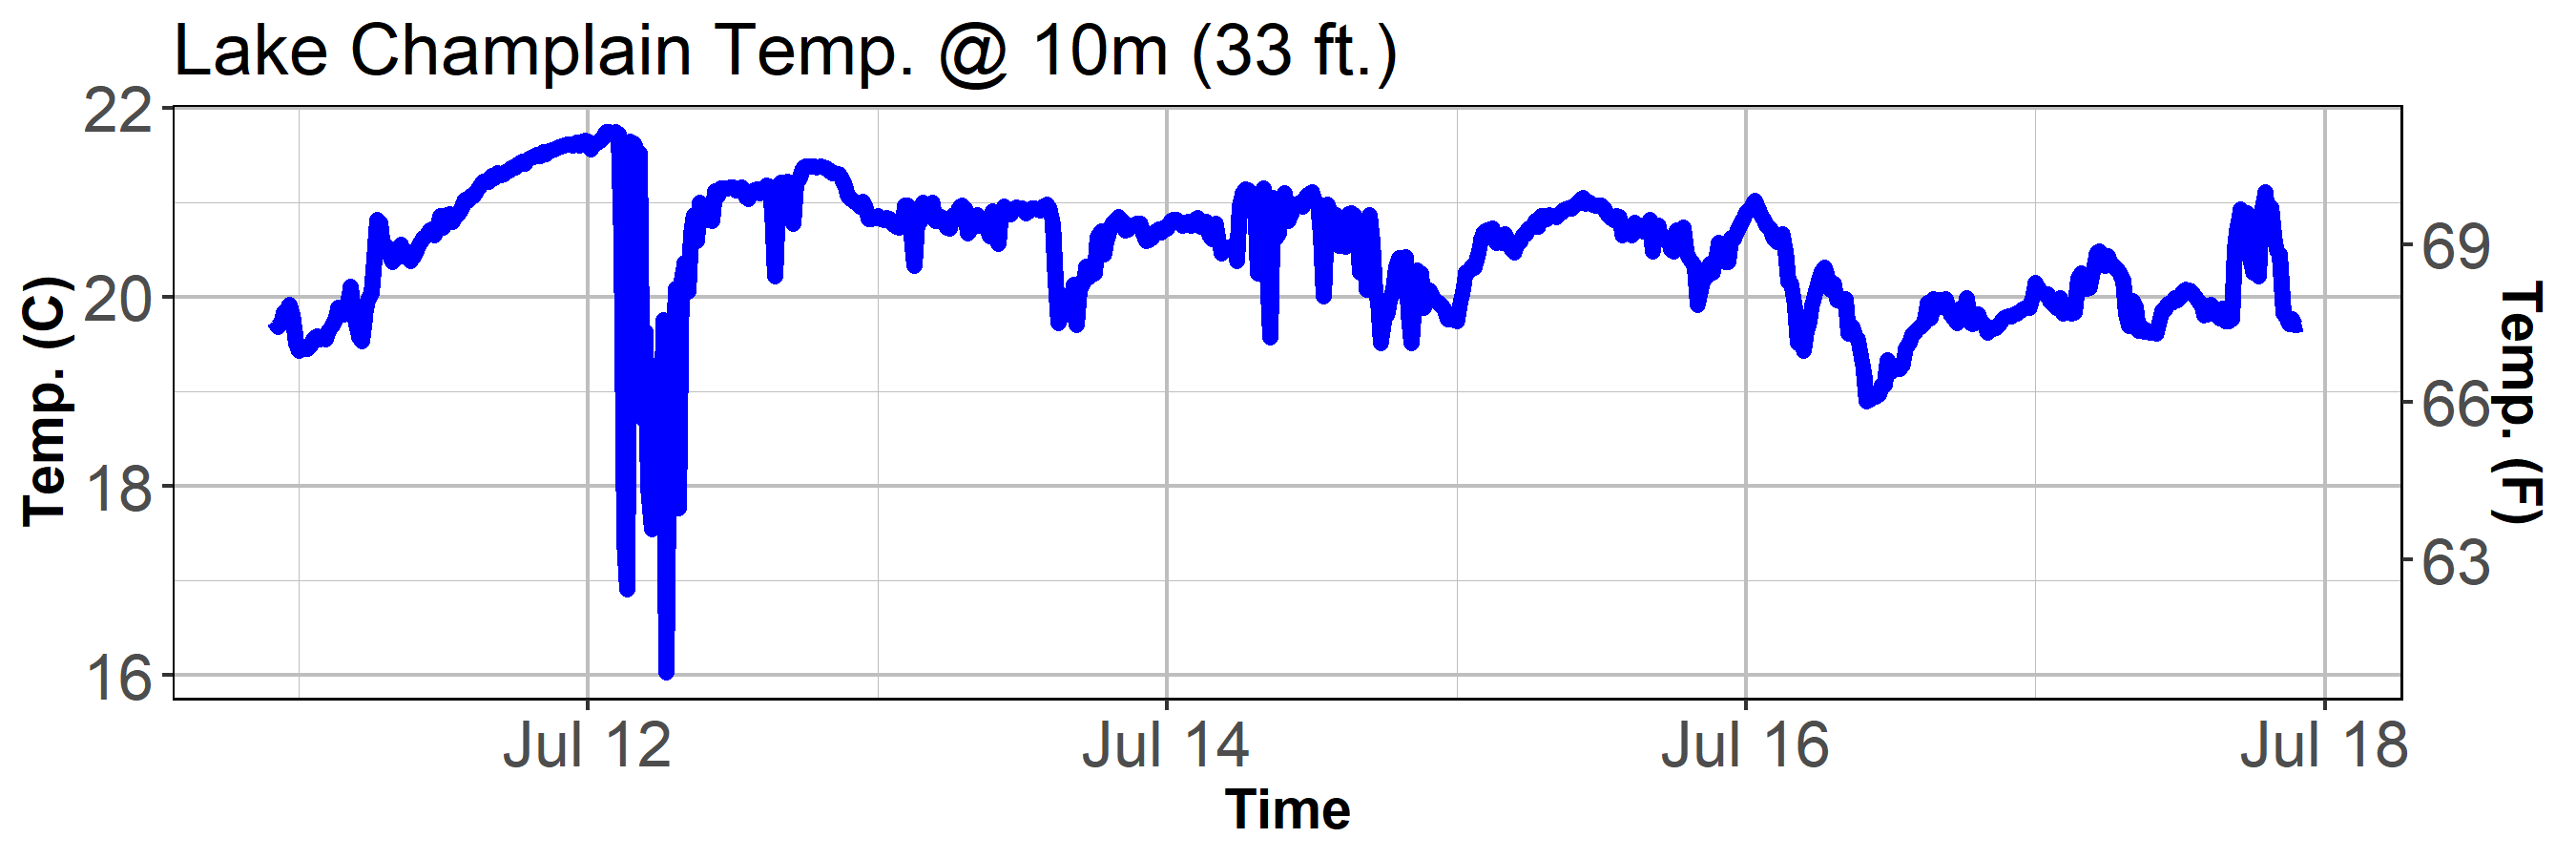 Lake Champlain Temp. @ 10m (33 ft.)
22
20
18
16
Temp. (C)
69
66
63
Temp. (F)
Jul 12
Jul 14
Jul 16
Jul 18
Time